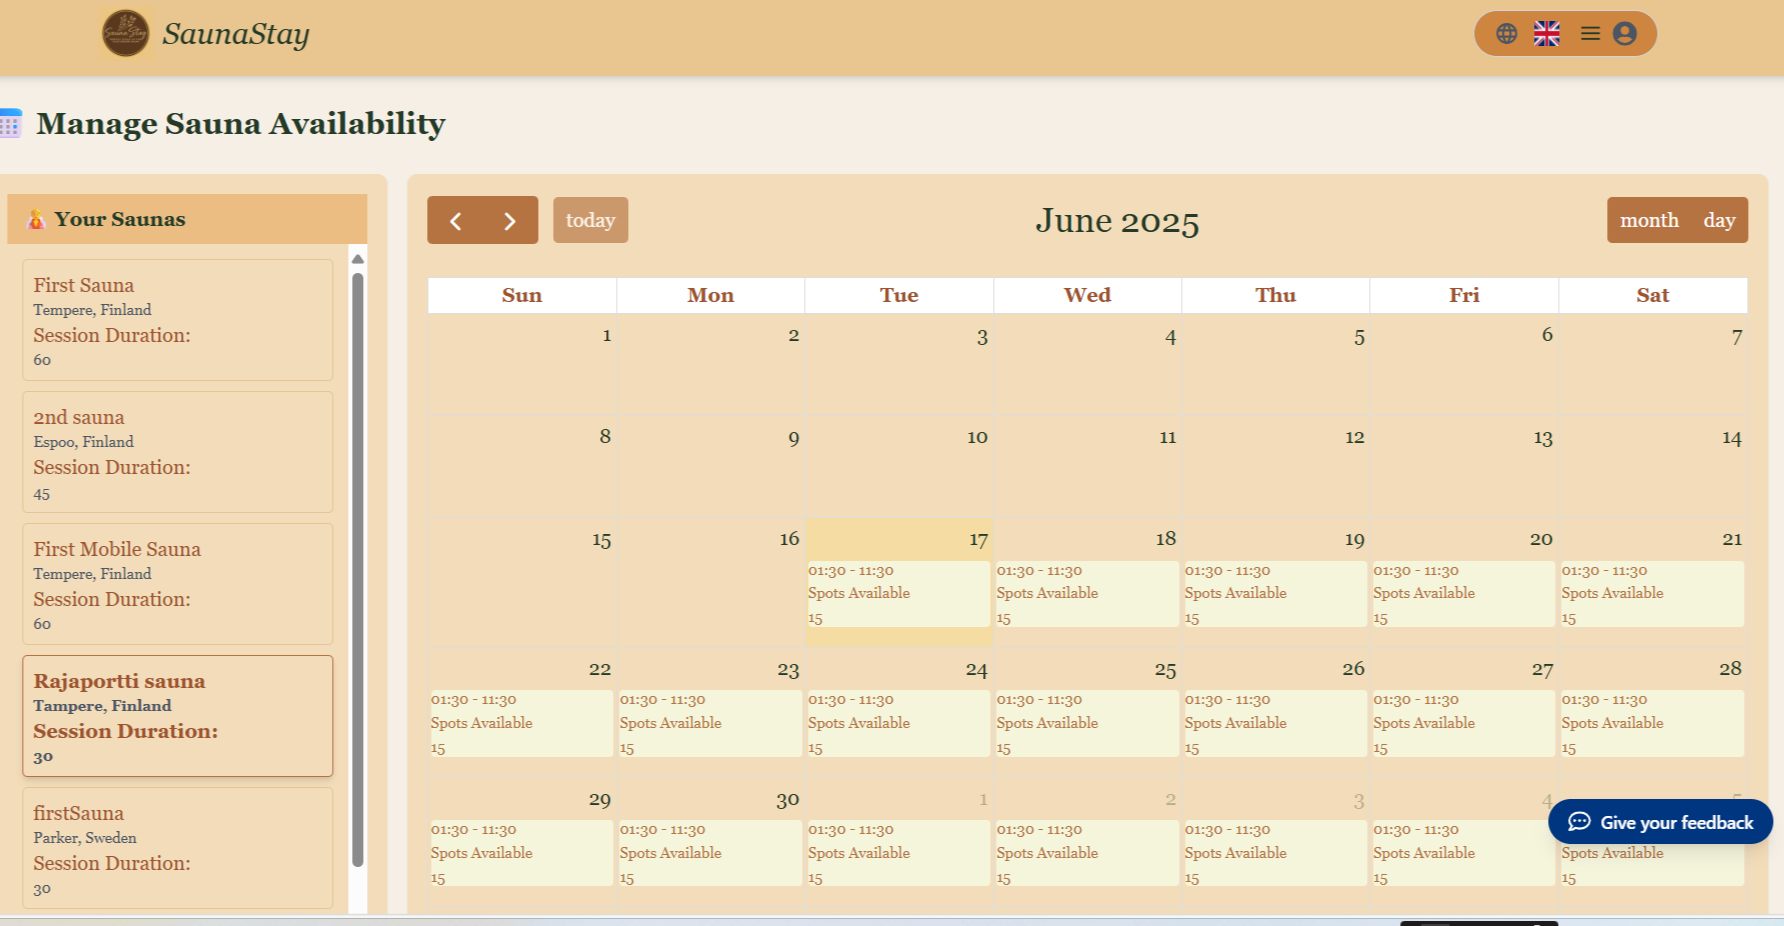 SaunaStay
Manage Sauna Availability
Your Saunas
First Sauna
Tempere, Finland
Session Duration:
60
2nd sauna
Espoo, Finland
Session Duration:
45
First Mobile Sauna
Tempere, Finland
Session Duration:
60
Rajaportti sauna
Tampere, Finland
Session Duration:
30
firstSauna
Parker, Sweden
Session Duration:
30
today
June 2025
month day
Sun Mon Tue Wed Thu Fri Sat
1 2 3 4 5 6 7
8 9 10 11 12 13 14
15 16 17 18 19 20 21
01:30 - 11:30 01:30 - 11:30 01:30 - 11:30 01:30 - 11:30 01:30 - 11:30
Spots Available Spots Available Spots Available Spots Available Spots Available
15 15 15 15 15
22 23 24 25 26 27 28
01:30 - 11:30 01:30 - 11:30 01:30 - 11:30 01:30 - 11:30 01:30 - 11:30 01:30 - 11:30 01:30 - 11:30
Spots Available Spots Available Spots Available Spots Available Spots Available Spots Available Spots Available
15 15 15 15 15 15 15
29 30 1 2 3 4
01:30 - 11:30 01:30 - 11:30 01:30 - 11:30 01:30 - 11:30 01:30 - 11:30 01:30 - 11:30
Give your feedback
Spots Available Spots Available Spots Available Spots Available Spots Available Spots Available Spots Available
15 15 15 15 15 15 15